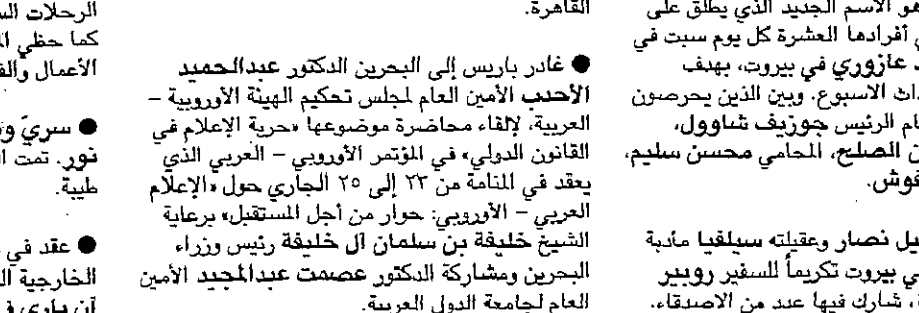 هو الاسم الجديد الذي يطلق على
أفرادها العشرة كل يوم سبت في
عازوري في بيروت، بهدف
الاسبوع. وبين الذين يحرصون
الرئيس جوزيف شاوول،
الصلح، المحامي محسن سليم،
نصار وعقيلته سيلفيا مأدبة
بيروت تكريماً للسفير روبير
شارك فيها عدد من الاصدقاء.
القاهرة.
● غادر باريس إلى البحرين الدكتور عبدالحميد
الأحدب الأمين العام لمجلس تحكيم الهيئة الأوروبية –
العربية، لإلقاء محاضرة موضوعها «حرية الإعلام في
القانون الدولي» في المؤتمر الأوروبي – العربي الذي
يعقد في المنامة من ٢٣ إلى ٢٥ الجاري حول «الإعلام
العربي – الأوروبي: حوار من أجل المستقبل» برعاية
الشيخ خليفة بن سلمان آل خليفة رئيس وزراء
البحرين ومشاركة الدكتور عصمت عبدالمجيد الأمين
العام لجامعة الدول العربية.
الرحلات
كما حظي
الأعمال
● سري
نور. تمت
طيبة.
● عقد في
الخارجية